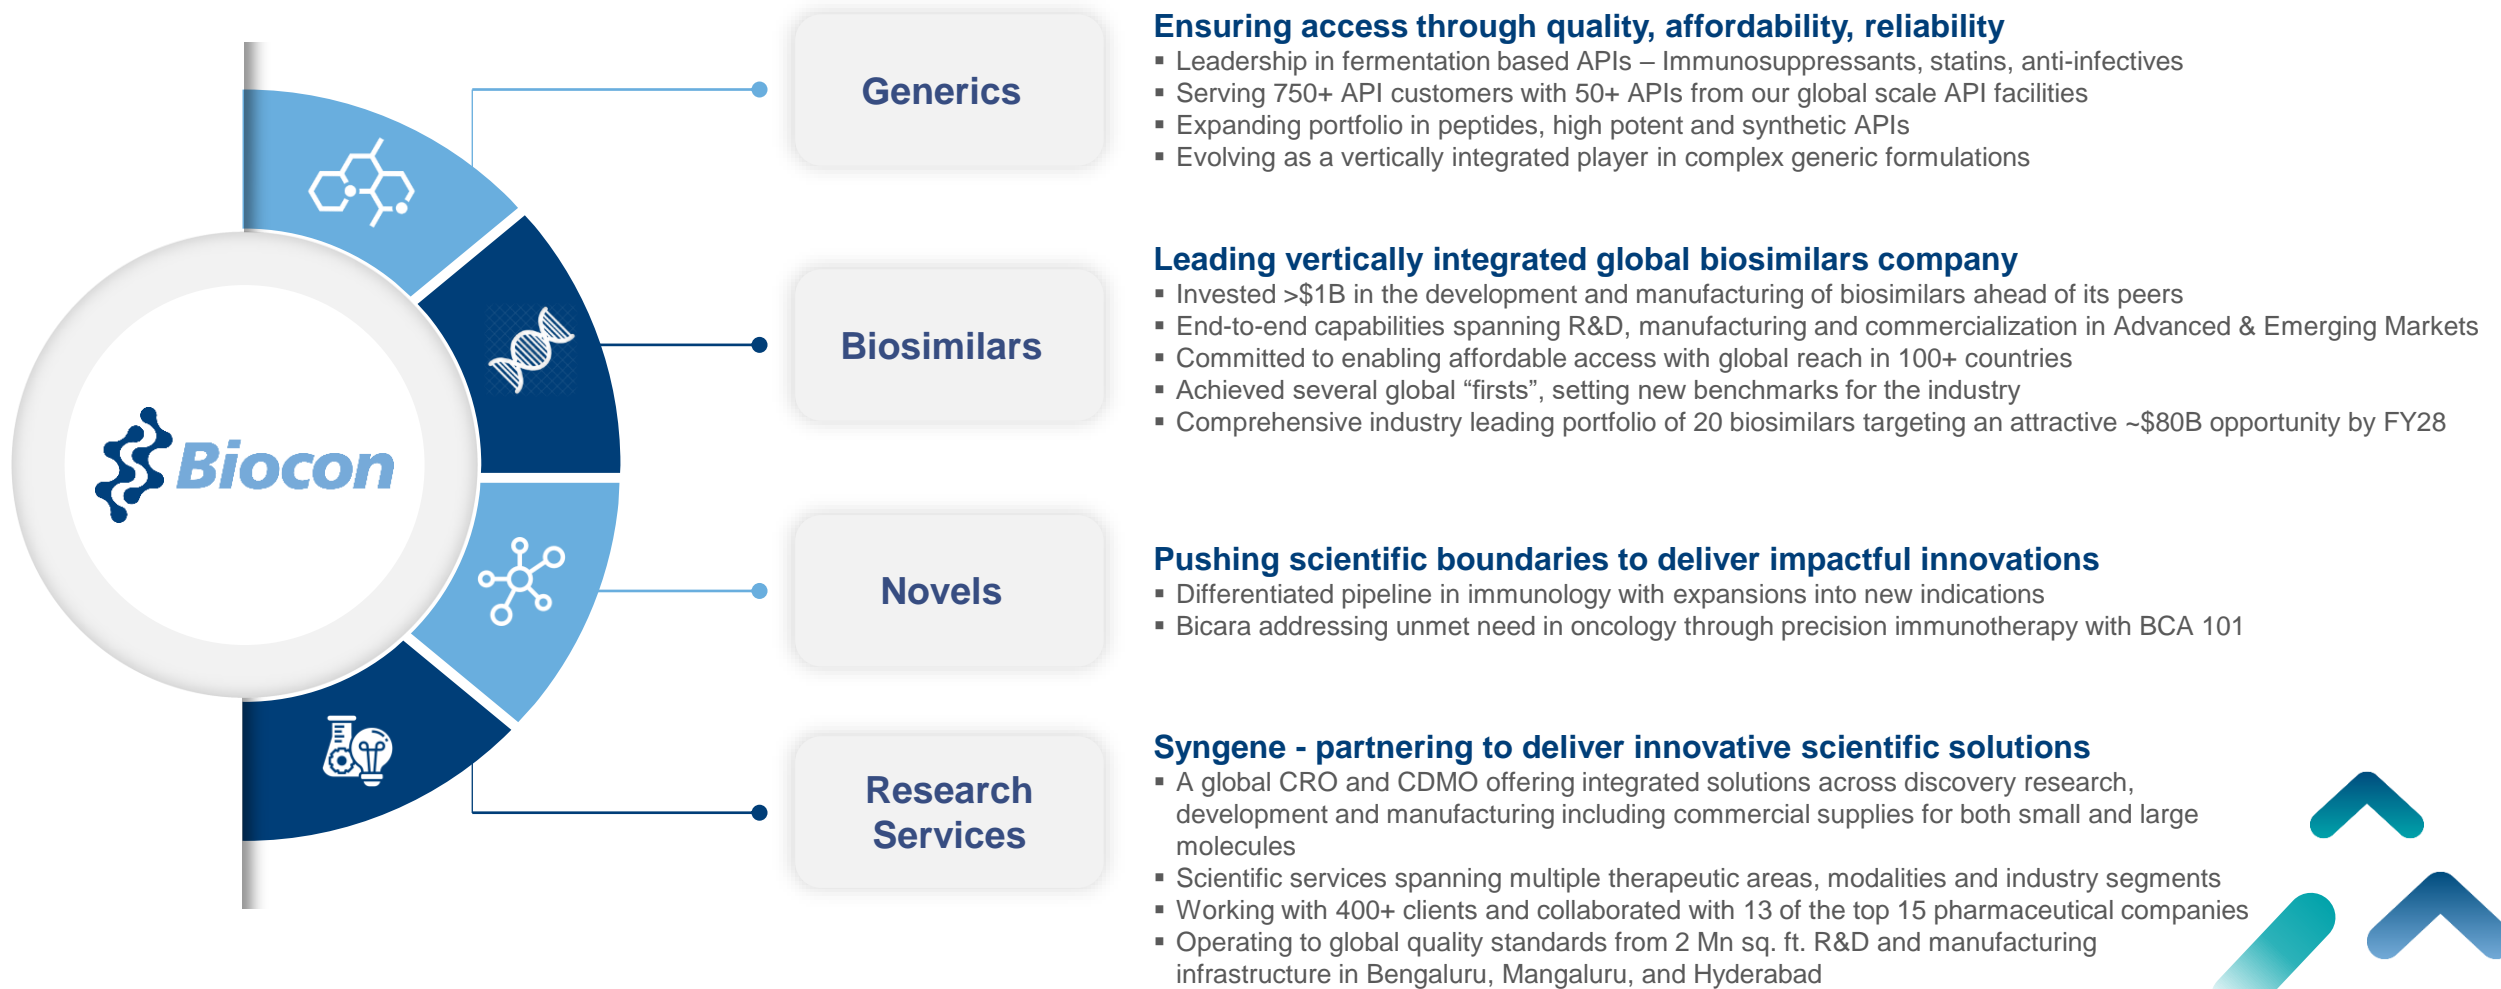 Biocon
Generics
Ensuring access through quality, affordability, reliability
▪ Leadership in fermentation based APIs – Immunosuppressants, statins, anti-infectives
▪ Serving 750+ API customers with 50+ APIs from our global scale API facilities
▪ Expanding portfolio in peptides, high potent and synthetic APIs
▪ Evolving as a vertically integrated player in complex generic formulations
Biosimilars
Leading vertically integrated global biosimilars company
▪ Invested >$1B in the development and manufacturing of biosimilars ahead of its peers
▪ End-to-end capabilities spanning R&D, manufacturing and commercialization in Advanced & Emerging Markets
▪ Committed to enabling affordable access with global reach in 100+ countries
▪ Achieved several global “firsts”, setting new benchmarks for the industry
▪ Comprehensive industry leading portfolio of 20 biosimilars targeting an attractive ~$80B opportunity by FY28
Novels
Pushing scientific boundaries to deliver impactful innovations
▪ Differentiated pipeline in immunology with expansions into new indications
▪ Bicara addressing unmet need in oncology through precision immunotherapy with BCA 101
Research
Services
Syngene - partnering to deliver innovative scientific solutions
▪ A global CRO and CDMO offering integrated solutions across discovery research,
development and manufacturing including commercial supplies for both small and large
molecules
▪ Scientific services spanning multiple therapeutic areas, modalities and industry segments
▪ Working with 400+ clients and collaborated with 13 of the top 15 pharmaceutical companies
▪ Operating to global quality standards from 2 Mn sq. ft. R&D and manufacturing
infrastructure in Bengaluru, Mangaluru, and Hyderabad